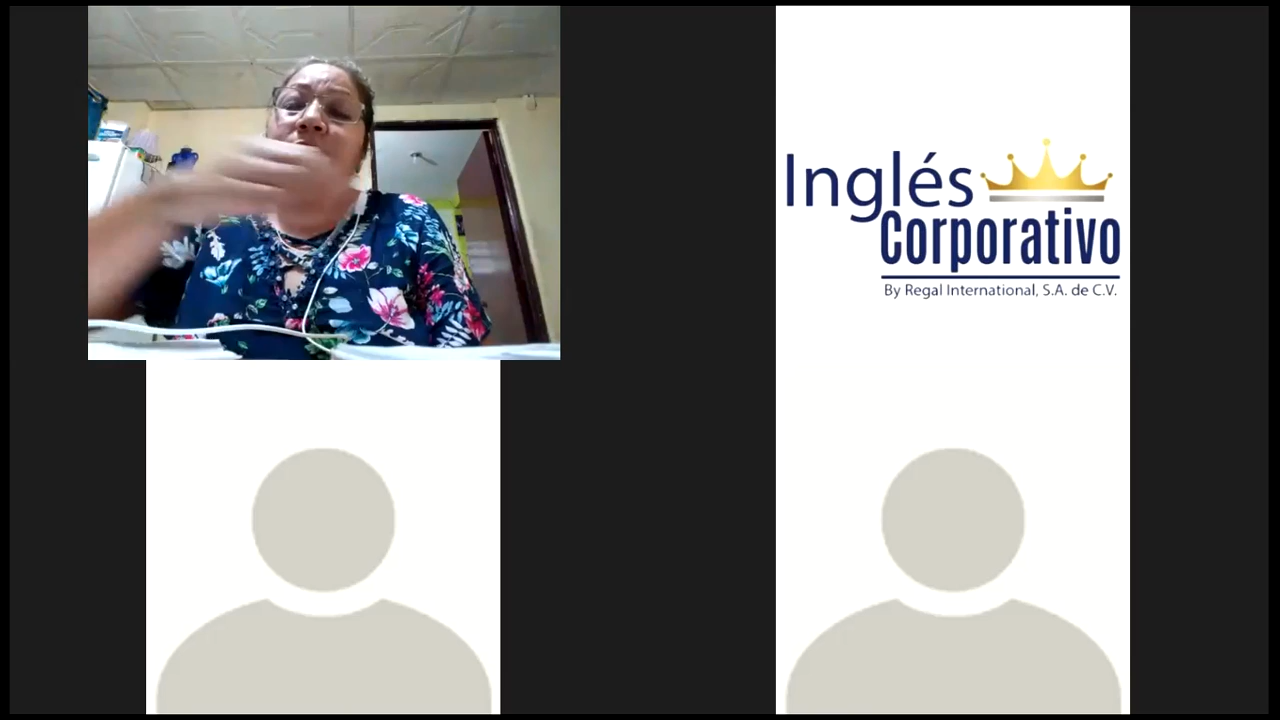 Inglés
Corporativo
By Regal International, S.A. de C.V.